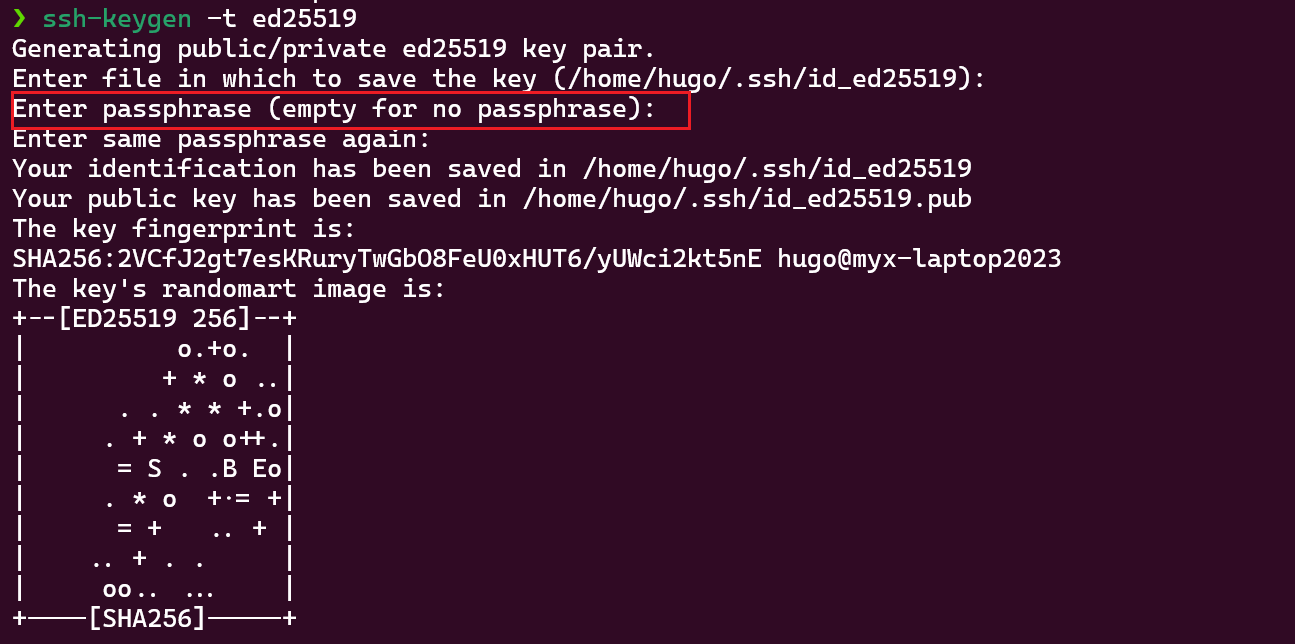 ❯ ssh-keygen -t ed25519
Generating public/private ed25519 key pair.
Enter file in which to save the key (/home/hugo/.ssh/id_ed25519):
Enter passphrase (empty for no passphrase):
Enter same passphrase again:
Your identification has been saved in /home/hugo/.ssh/id_ed25519
Your public key has been saved in /home/hugo/.ssh/id_ed25519.pub
The key fingerprint is:
SHA256:2VCfJ2gt7esKRuryTwGbO8FeU0xHUT6/yUWci2kt5nE hugo@myx-laptop2023
The key's randomart image is:
+--[ED25519 256]--+
|          o.+o.  |
|         + * o ..|
|      . . * * +.o|
|     . + * o o++.|
|      = S . .B Eo|
|     . * o  +.= +|
|      = +   .. + |
|    .. + . .     |
|     oo.. ...    |
+----[SHA256]-----+